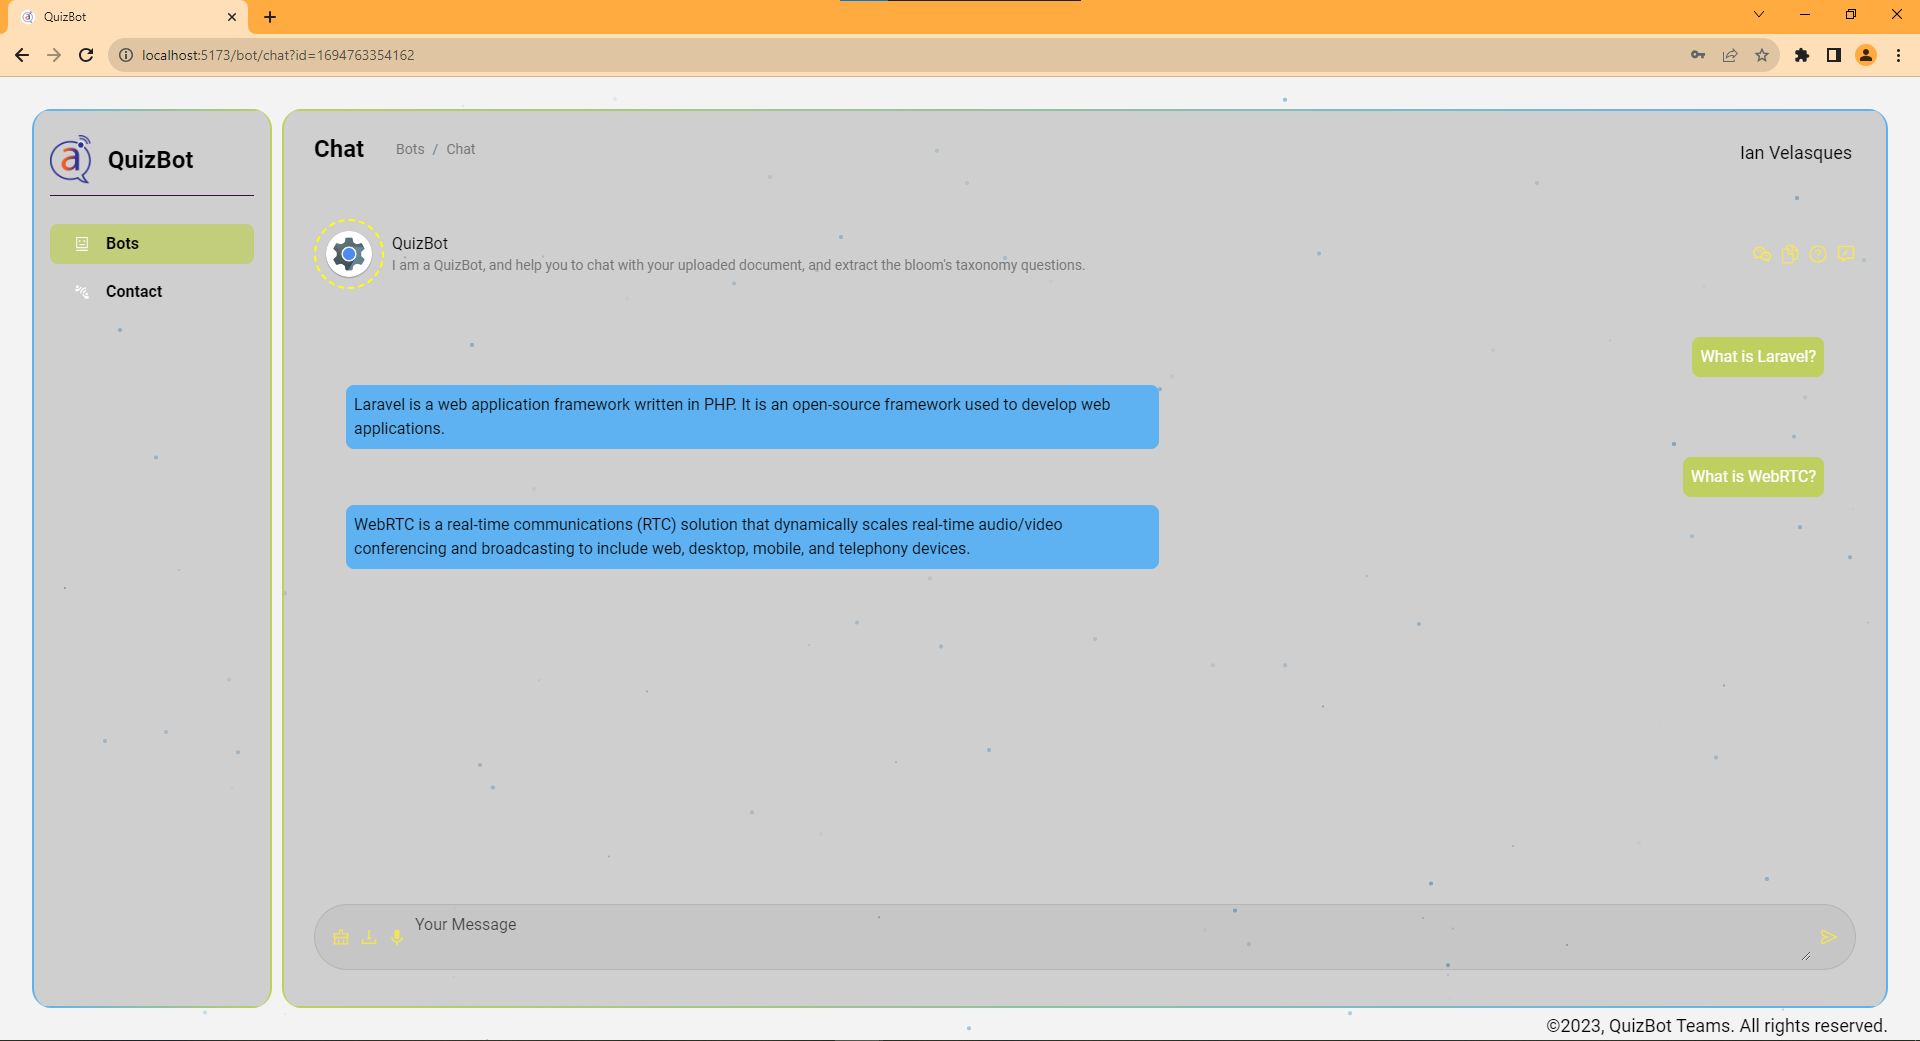 QuizBot
localhost:5173/bot/chat?id=1694763354162
QuizBot
Bots
Contact
Chat
Bots / Chat
Ian Velasques
QuizBot
I am a QuizBot, and help you to chat with your uploaded document, and extract the bloom's taxonomy questions.
What is Laravel?
Laravel is a web application framework written in PHP. It is an open-source framework used to develop web
applications.
What is WebRTC?
WebRTC is a real-time communications (RTC) solution that dynamically scales real-time audio/video
conferencing and broadcasting to include web, desktop, mobile, and telephony devices.
Your Message
©2023, QuizBot Teams. All rights reserved.